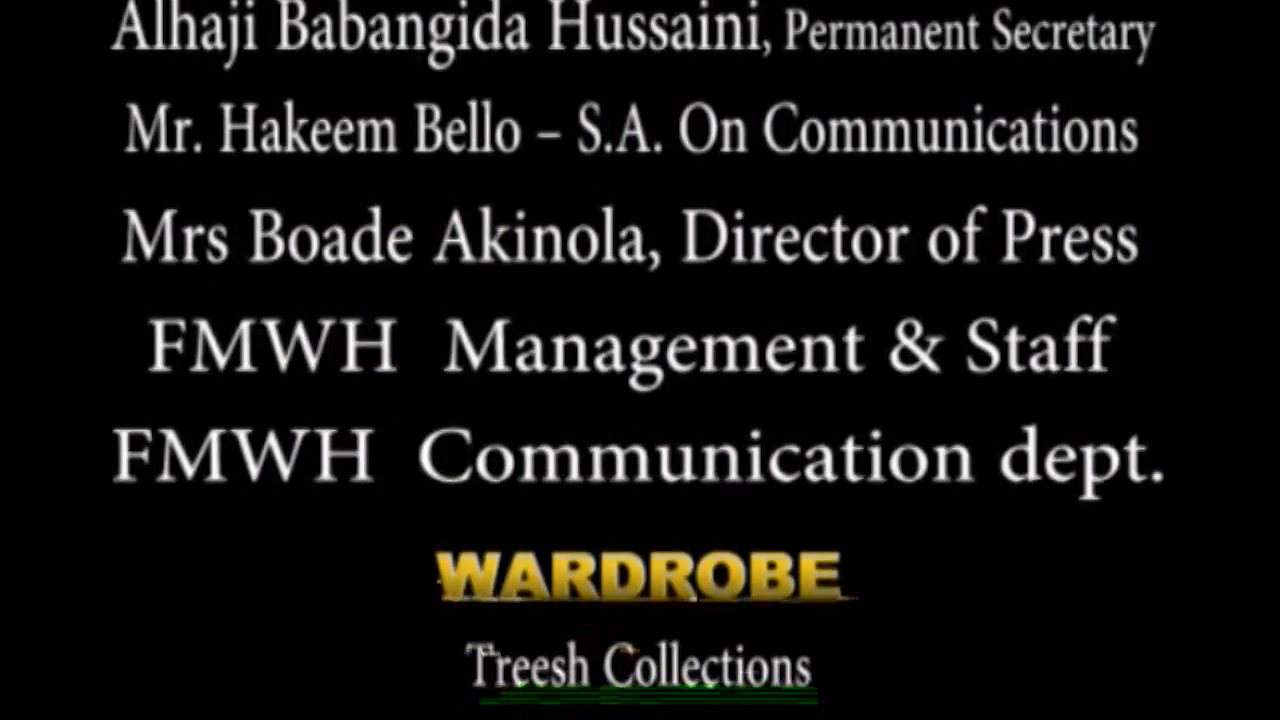 Alhaji Babangida Hussaini, Permanent Secretary
Mr. Hakeem Bello – S.A. On Communications
Mrs Boade Akinola, Director of Press
FMWH Management & Staff
FMWH Communication dept.
WARDROBE
Treesh Collections